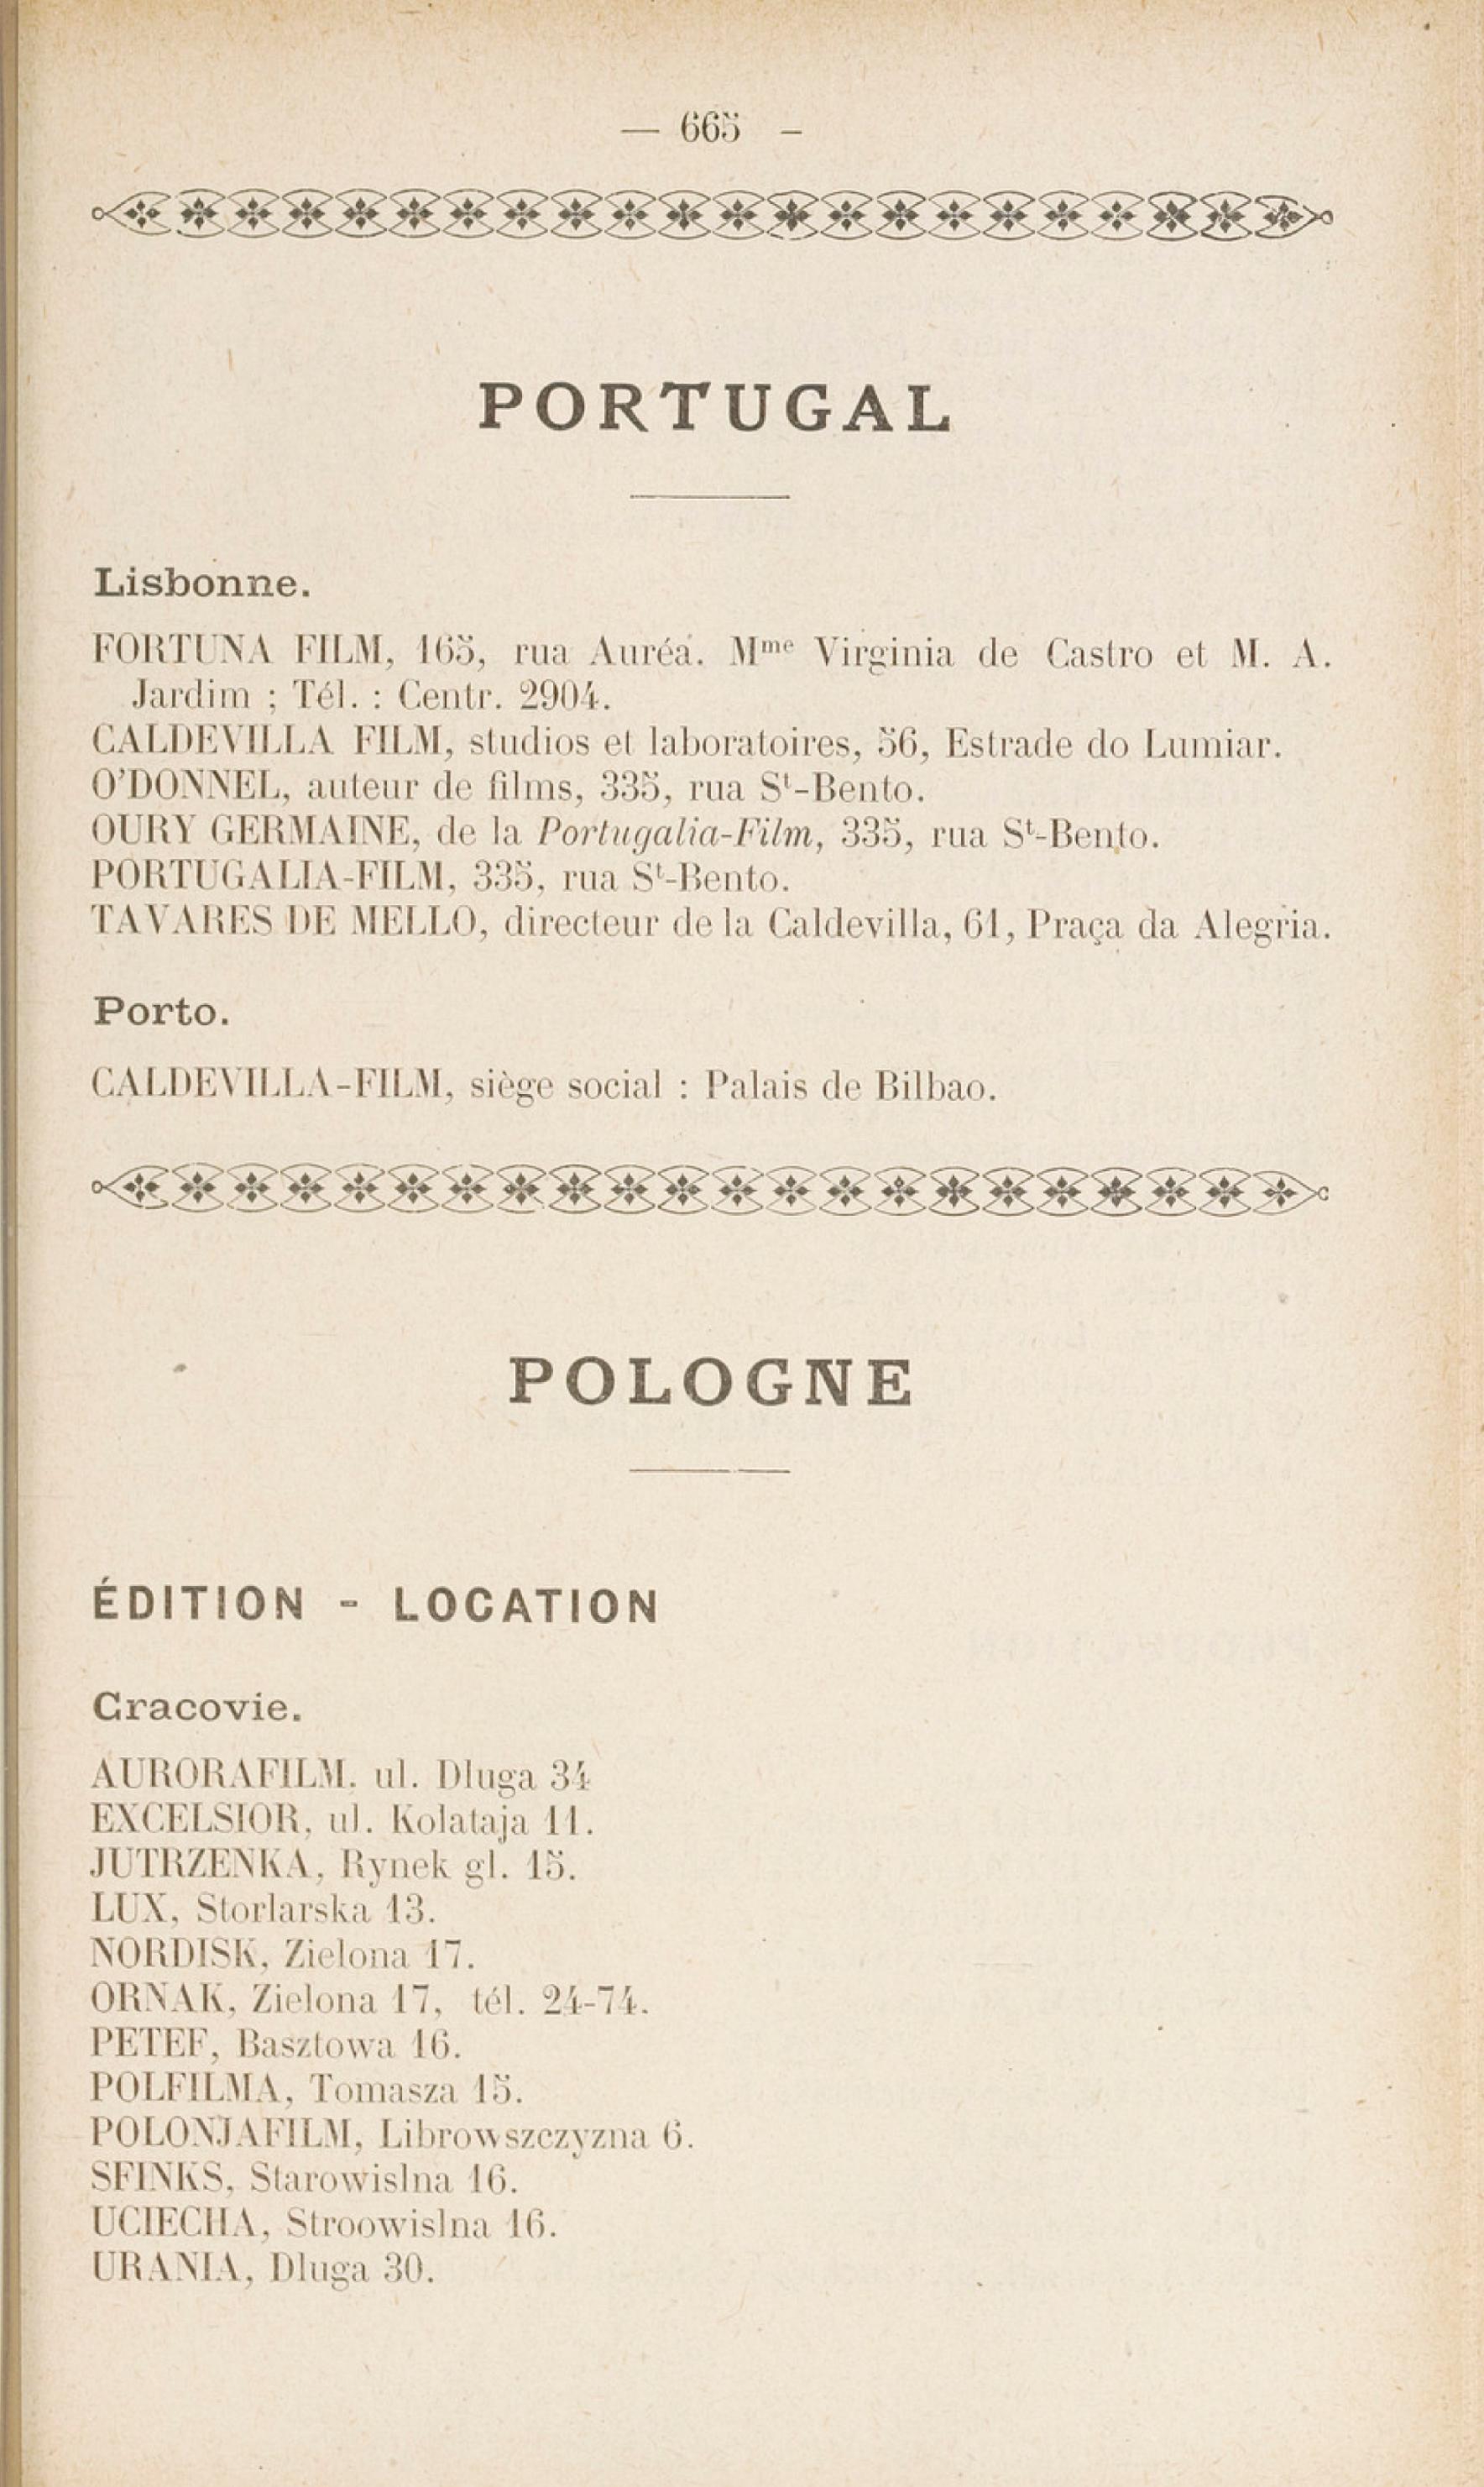 — 665 -
PORTUGAL
Lisbonne.
FORTUNA FILM, 165, rua Auréa. Mme Virginia de Castro et M. A.
Jardim ; Tél. : Centr. 2904.
CALDEVILLA FILM, studios et laboratoires, 56, Estrade do Lumiar.
O'DONNEL, auteur de films, 335, rua St-Bento.
OURY GERMAINE, de la Portugalia-Film, 335, rua St-Bento.
PORTUGALIA-FILM, 335, rua St-Bento.
TAVARES DE MELLO, directeur de la Caldevilla, 61, Praça da Alegria.
Porto.
CALDEVILLA-FILM, siège social : Palais de Bilbao.
POLOGNE
ÉDITION - LOCATION
Cracovie.
AURORAFILM. ul. Dluga 34
EXCELSIOR, ul. Kolataja 11.
JUTRZENKA, Rynek gl. 15.
LUX, Storlarska 13.
NORDISK, Zielona 17.
ORNAK, Zielona 17, tél. 24-74.
PETEF, Basztowa 16.
POLFILMA, Tomasza 15.
POLONJAFILM, Librowszczyzna 6.
SFINKS, Starowislna 16.
UCIECHA, Stroowislna 16.
URANIA, Dluga 30.